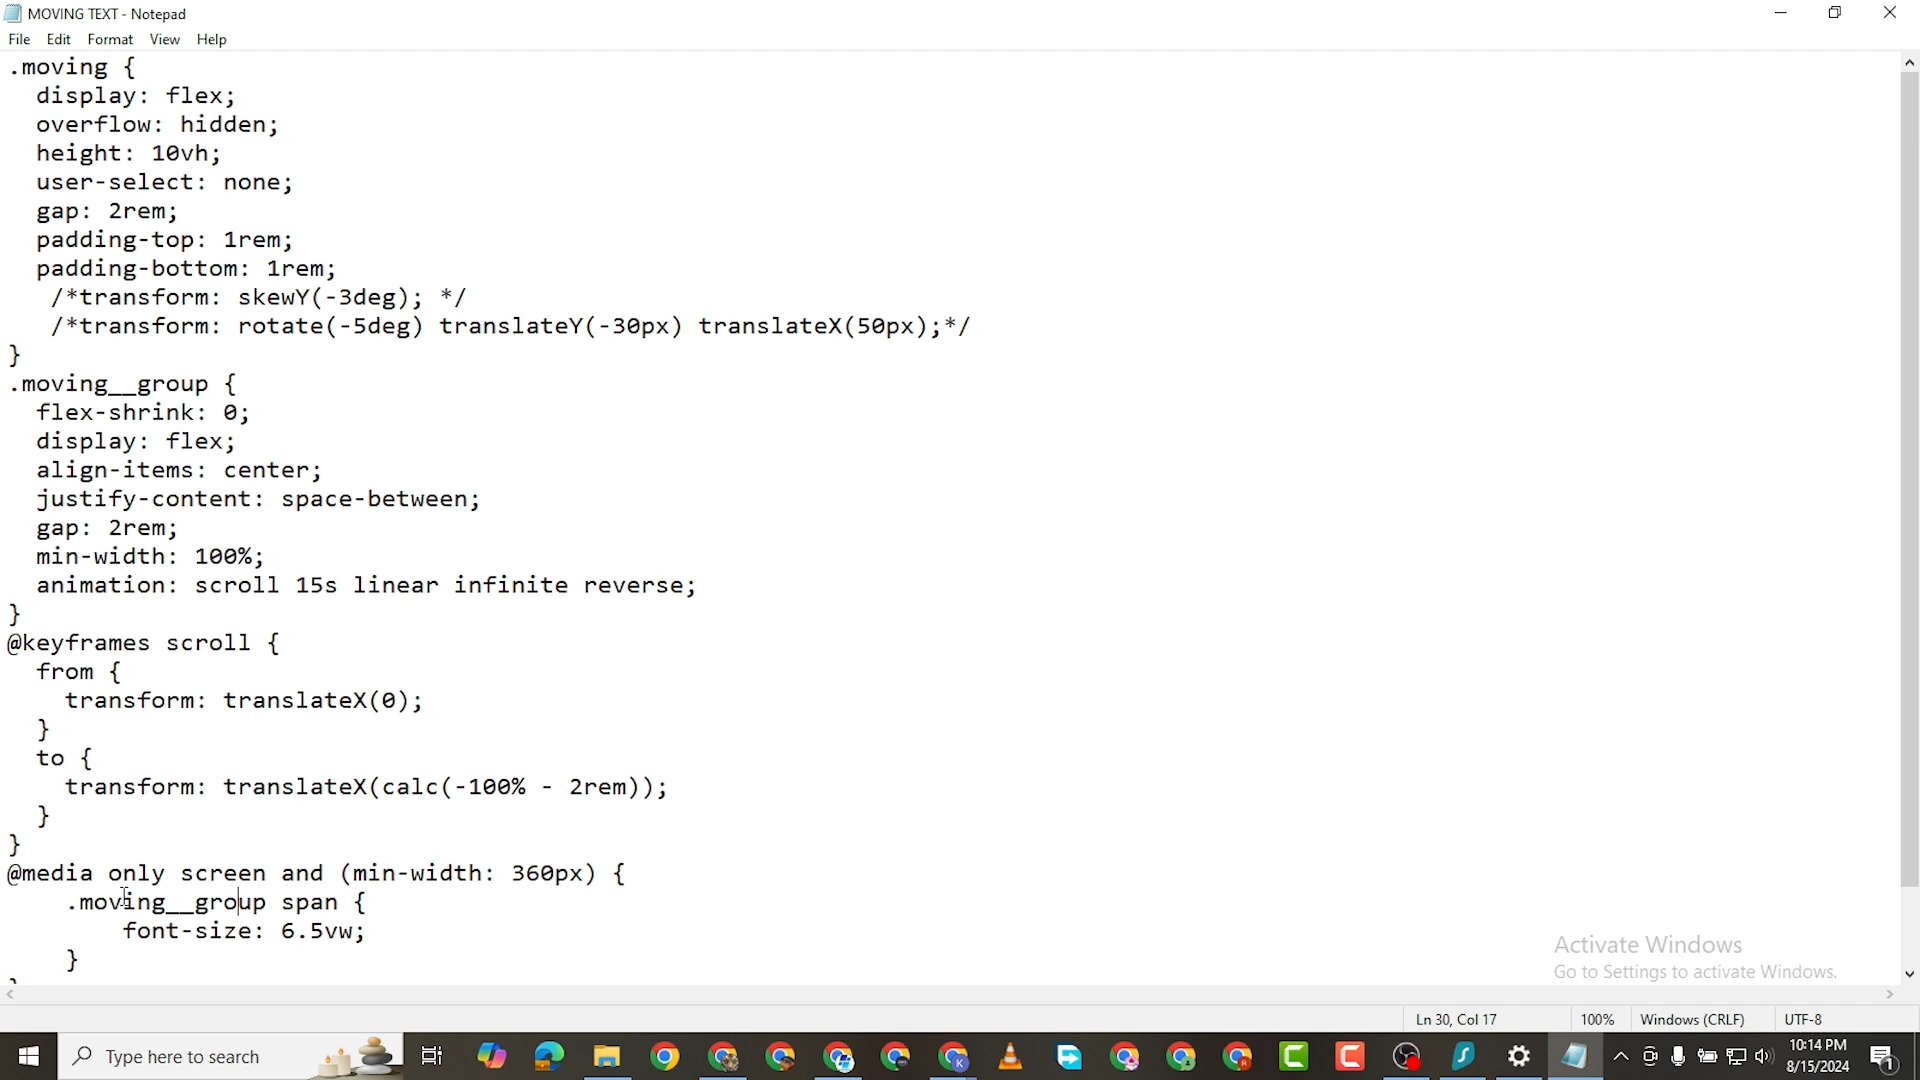 MOVING TEXT - Notepad
File Edit Format View Help
.moving {
  display: flex;
  overflow: hidden;
  height: 10vh;
  user-select: none;
  gap: 2rem;
  padding-top: 1rem;
  padding-bottom: 1rem;
   /*transform: skewY(-3deg); */
   /*transform: rotate(-5deg) translateY(-30px) translateX(50px);*/
}
.moving__group {
  flex-shrink: 0;
  display: flex;
  align-items: center;
  justify-content: space-between;
  gap: 2rem;
  min-width: 100%;
  animation: scroll 15s linear infinite reverse;
}
@keyframes scroll {
  from {
    transform: translateX(0);
  }
  to {
    transform: translateX(calc(-100% - 2rem));
  }
}
@media only screen and (min-width: 360px) {
    .moving__group span {
        font-size: 6.5vw;
    }
Activate Windows
Go to Settings to activate Windows.
Ln 30, Col 17 100% Windows (CRLF) UTF-8
Type here to search
10:14 PM
8/15/2024
1